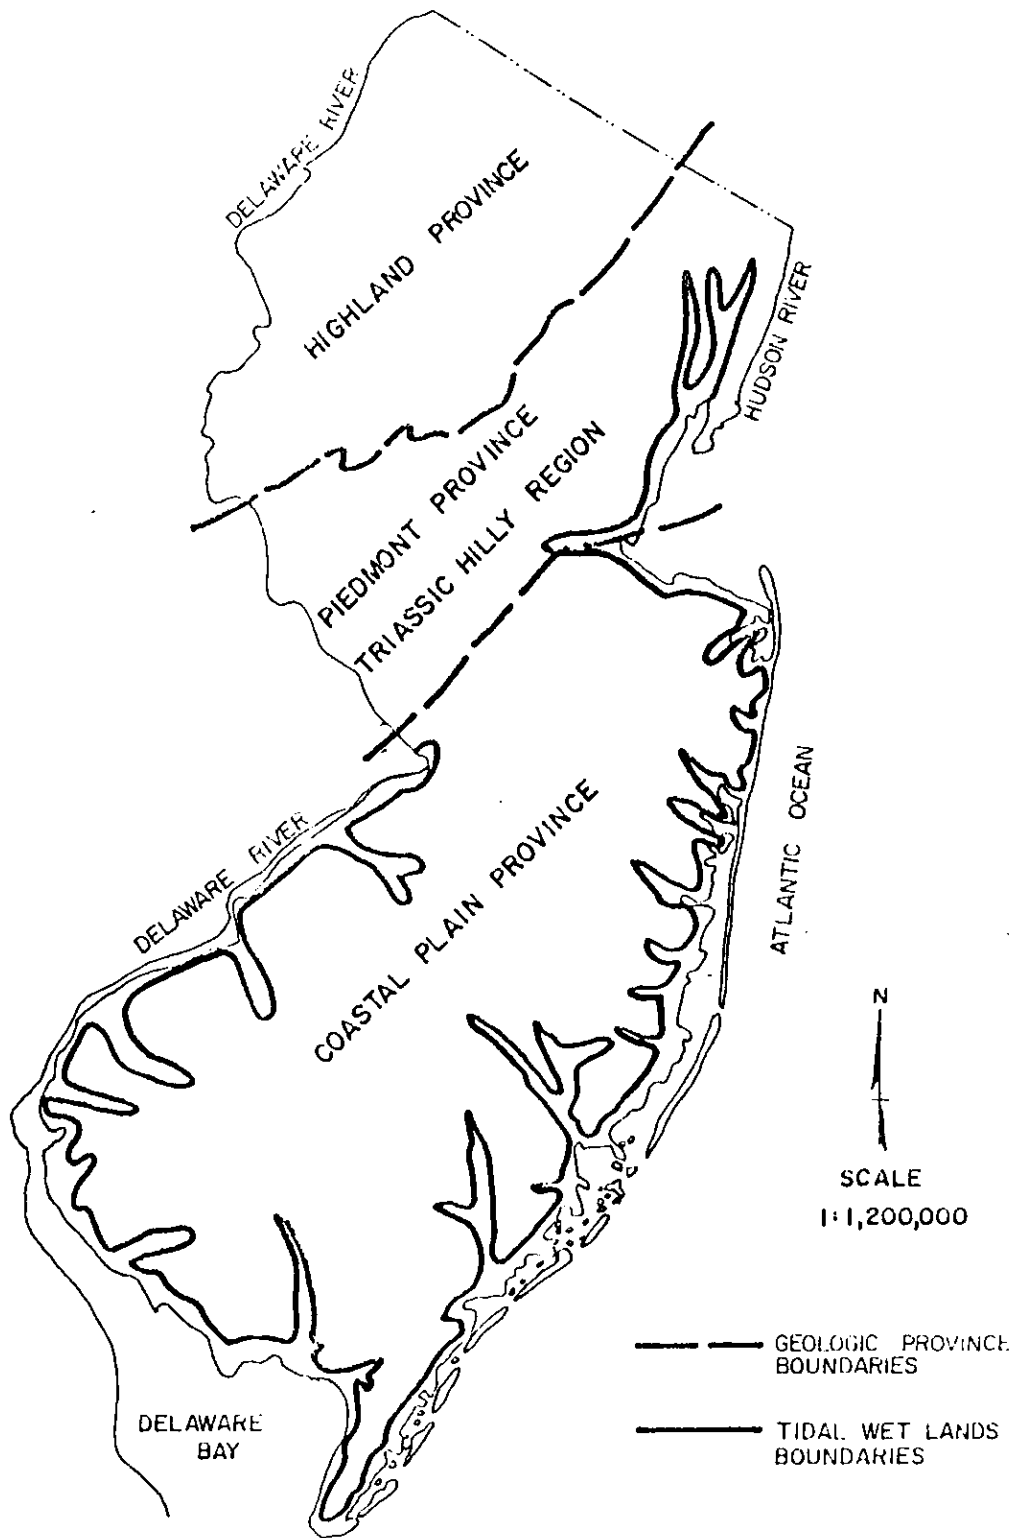 DELAWARE RIVER
HIGHLAND PROVINCE
HUDSON RIVER
PIEDMONT PROVINCE
TRIASSIC HILLY REGION
ATLANTIC OCEAN
DELAWARE RIVER
COASTAL PLAIN PROVINCE
N
SCALE
1:1,200,000
GEOLOGIC PROVINCE
BOUNDARIES
TIDAL WET LANDS
BOUNDARIES
DELAWARE
BAY